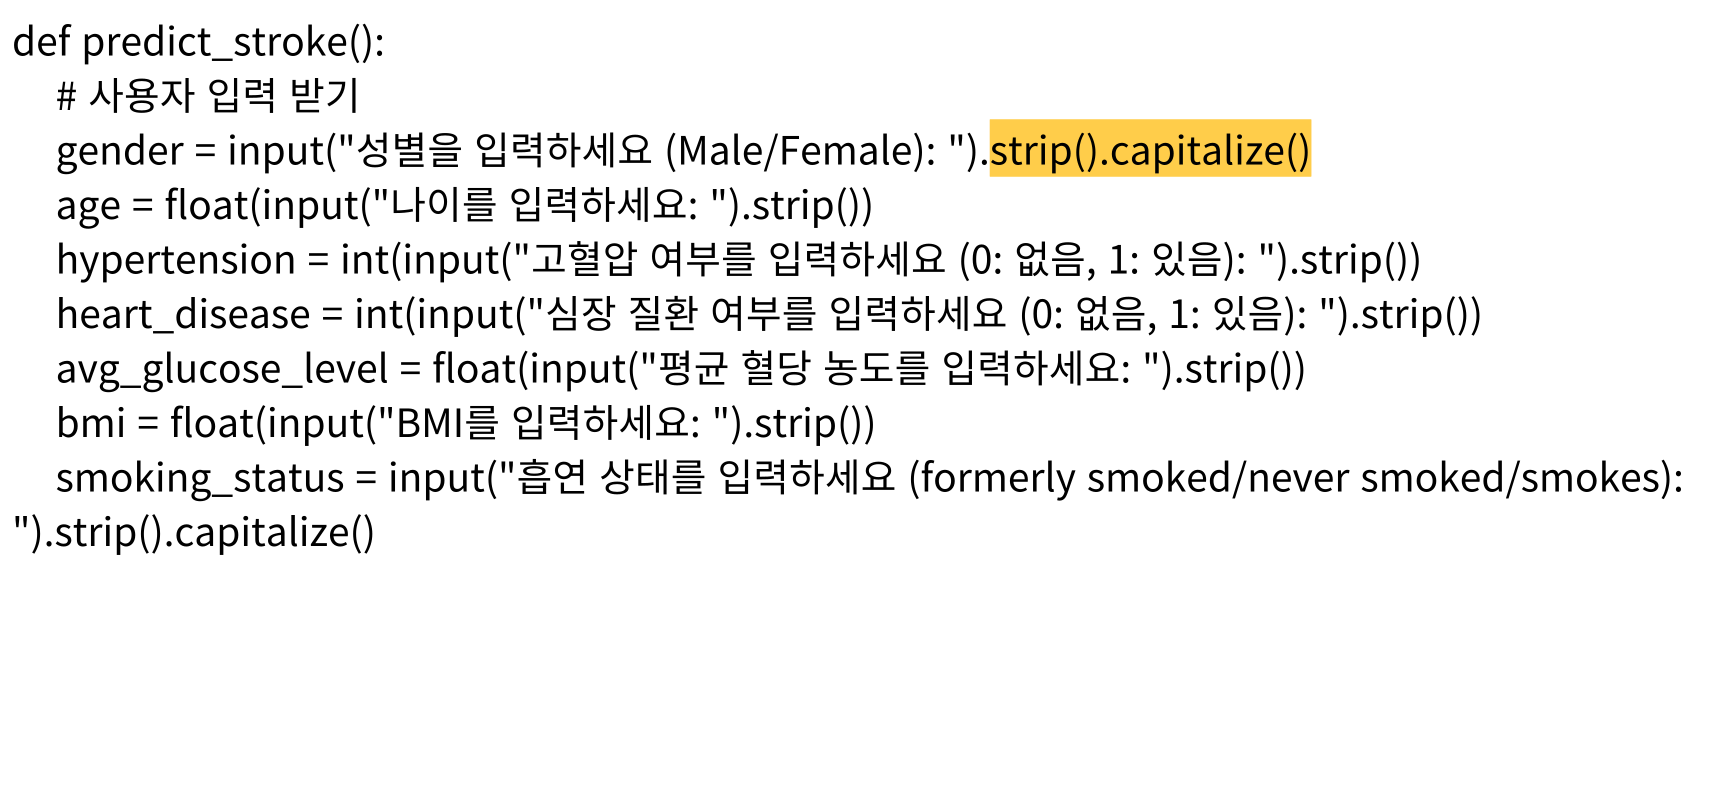 def predict_stroke():
    # 사용자 입력 받기
    gender = input("성별을 입력하세요 (Male/Female): ").strip().capitalize()
    age = float(input("나이를 입력하세요: ").strip())
    hypertension = int(input("고혈압 여부를 입력하세요 (0: 없음, 1: 있음): ").strip())
    heart_disease = int(input("심장 질환 여부를 입력하세요 (0: 없음, 1: 있음): ").strip())
    avg_glucose_level = float(input("평균 혈당 농도를 입력하세요: ").strip())
    bmi = float(input("BMI를 입력하세요: ").strip())
    smoking_status = input("흡연 상태를 입력하세요 (formerly smoked/never smoked/smokes):
").strip().capitalize()